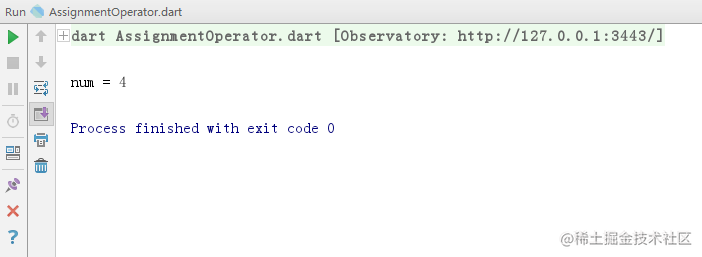 Run AssignmentOperator.dart
dart AssignmentOperator.dart [Observatory: http://127.0.0.1:3443/]
num = 4
Process finished with exit code 0
@稀土掘金技术社区